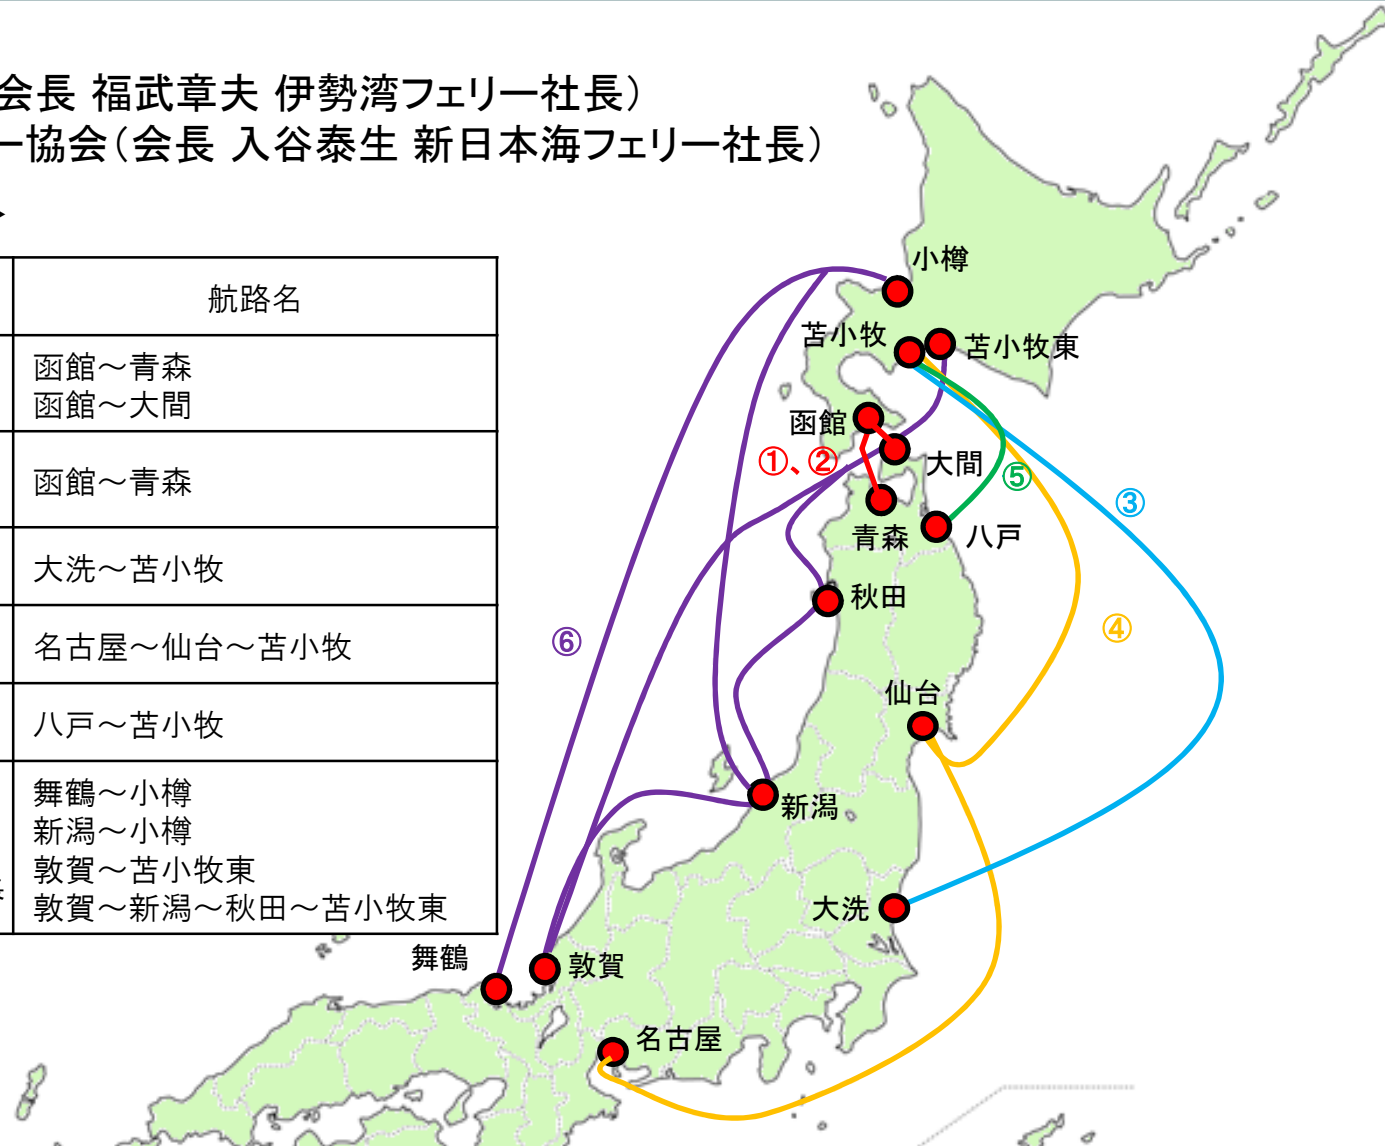 会長 福武章夫 伊勢湾フェリー社長）
ー協会（会長 入谷泰生 新日本海フェリー社長）
航路名
函館～青森
函館～大間
函館～青森
大洗～苫小牧
名古屋～仙台～苫小牧
八戸～苫小牧
舞鶴～小樽
新潟～小樽
敦賀～苫小牧東
敦賀～新潟～秋田～苫小牧東
小樽
苫小牧
苫小牧東
函館
①、②
大間
⑤
③
青森
八戸
秋田
④
⑥
仙台
新潟
大洗
舞鶴
敦賀
名古屋